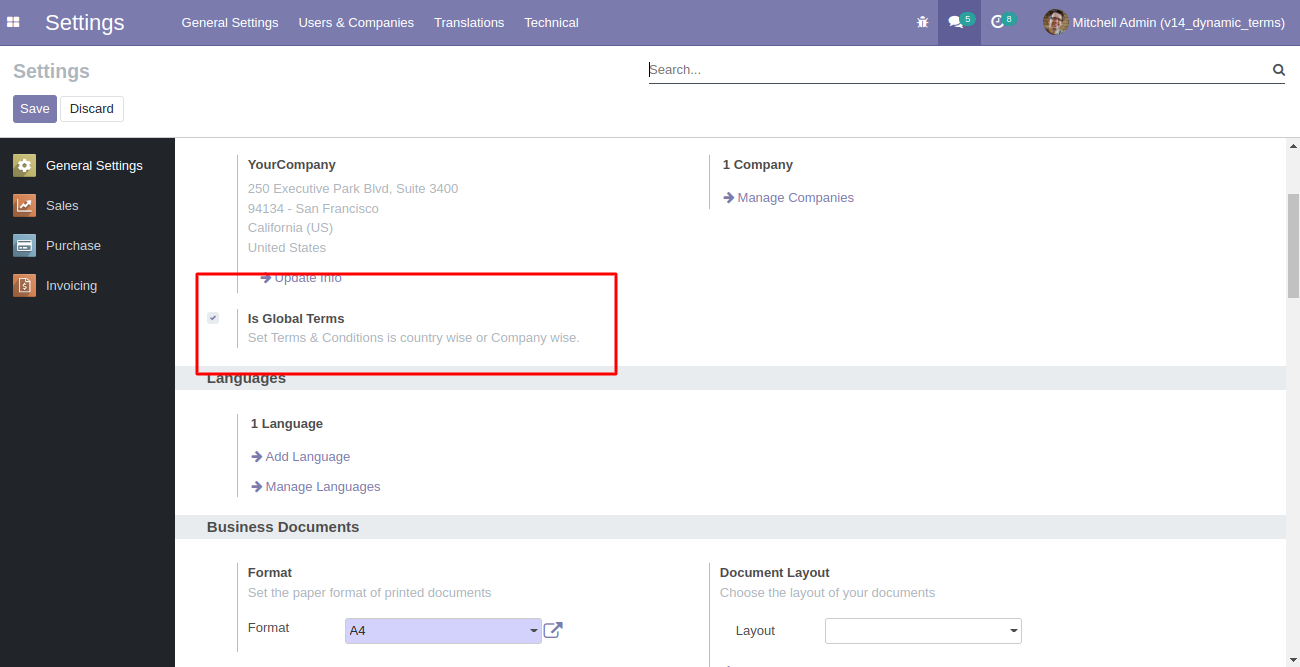 Settings
General Settings
Users & Companies
Translations
Technical
5
8
Mitchell Admin (v14_dynamic_terms)
Settings
Search...
Save
Discard
General Settings
Sales
Purchase
Invoicing
YourCompany
250 Executive Park Blvd, Suite 3400
94134 - San Francisco
California (US)
United States
Update Info
1 Company
Manage Companies
Is Global Terms
Set Terms & Conditions is country wise or Company wise.
Languages
1 Language
Add Language
Manage Languages
Business Documents
Format
Set the paper format of printed documents
Format
A4
Document Layout
Choose the layout of your documents
Layout